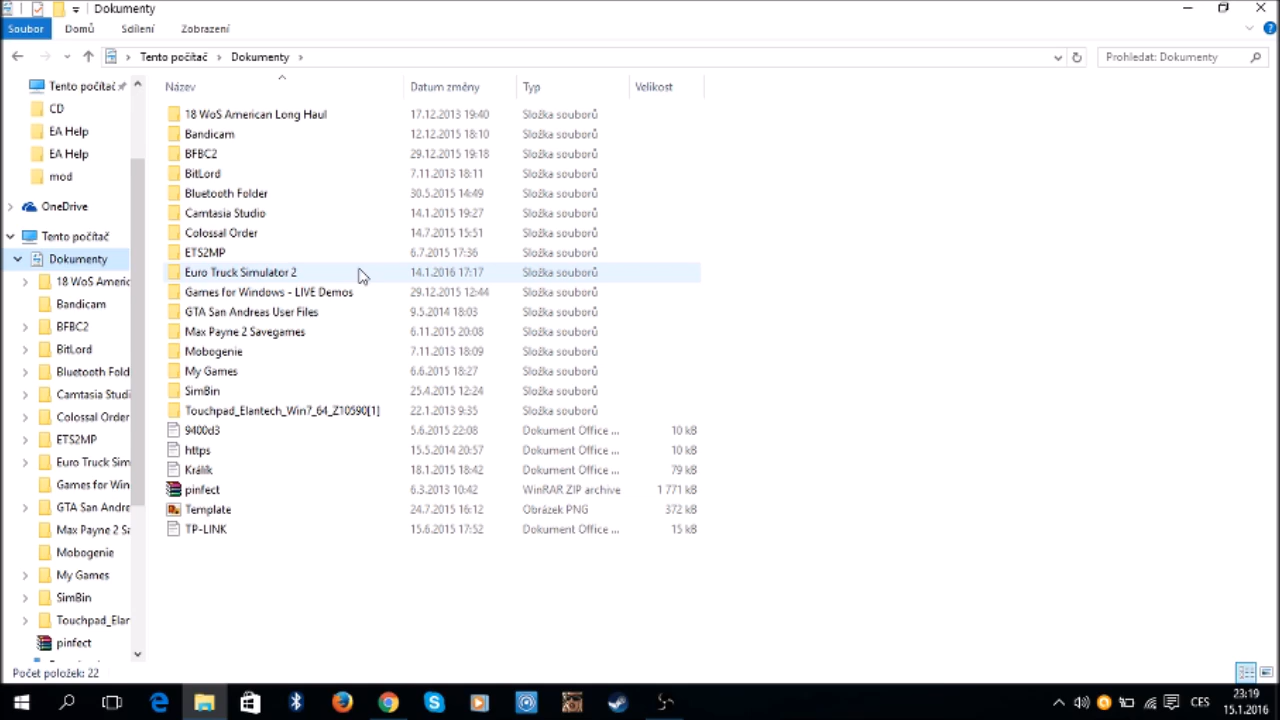 Dokumenty
Soubor Domů Sdílení Zobrazení
Tento počítač Dokumenty Prohledat: Dokumenty
Název Datum změny Typ Velikost
Tento počítač
CD
EA Help
EA Help
mod
OneDrive
Tento počítač
Dokumenty
18 WoS Americ
Bandicam
BFBC2
BitLord
Bluetooth Fold
Camtasia Studi
Colossal Order
ETS2MP
Euro Truck Sim
Games for Win
GTA San Andre
Max Payne 2 Sa
Mobogenie
My Games
SimBin
Touchpad_Elar
pinfect
18 WoS American Long Haul 17.12.2013 19:40 Složka souborů
Bandicam 12.12.2015 18:10 Složka souborů
BFBC2 29.12.2015 19:18 Složka souborů
BitLord 7.11.2013 18:11 Složka souborů
Bluetooth Folder 30.5.2015 14:49 Složka souborů
Camtasia Studio 14.1.2015 19:27 Složka souborů
Colossal Order 14.7.2015 15:51 Složka souborů
ETS2MP 6.7.2015 17:36 Složka souborů
Euro Truck Simulator 2 14.1.2016 17:17 Složka souborů
Games for Windows - LIVE Demos 29.12.2015 12:44 Složka souborů
GTA San Andreas User Files 9.5.2014 18:03 Složka souborů
Max Payne 2 Savegames 6.11.2015 20:08 Složka souborů
Mobogenie 7.11.2013 18:09 Složka souborů
My Games 6.6.2015 18:27 Složka souborů
SimBin 25.4.2015 12:24 Složka souborů
Touchpad_Elantech_Win7_64_Z10590[1] 22.1.2013 9:35 Složka souborů
9400d3 5.6.2015 22:08 Dokument Office ... 10 kB
https 15.5.2014 20:57 Dokument Office ... 10 kB
Králík 18.1.2015 18:42 Dokument Office ... 79 kB
pinfect 6.3.2013 10:42 WinRAR ZIP archive 1 771 kB
Template 24.7.2015 16:12 Obrázek PNG 372 kB
TP-LINK 15.6.2015 17:52 Dokument Office ... 15 kB
Počet položek: 22
CES
23:19
15.1.2016